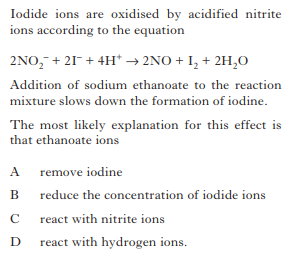 Iodide ions are oxidised by acidified nitrite
ions according to the equation
2NO₂⁻ + 2I⁻ + 4H⁺ → 2NO + I₂ + 2H₂O
Addition of sodium ethanoate to the reaction
mixture slows down the formation of iodine.
The most likely explanation for this effect is
that ethanoate ions
A remove iodine
B reduce the concentration of iodide ions
C react with nitrite ions
D react with hydrogen ions.